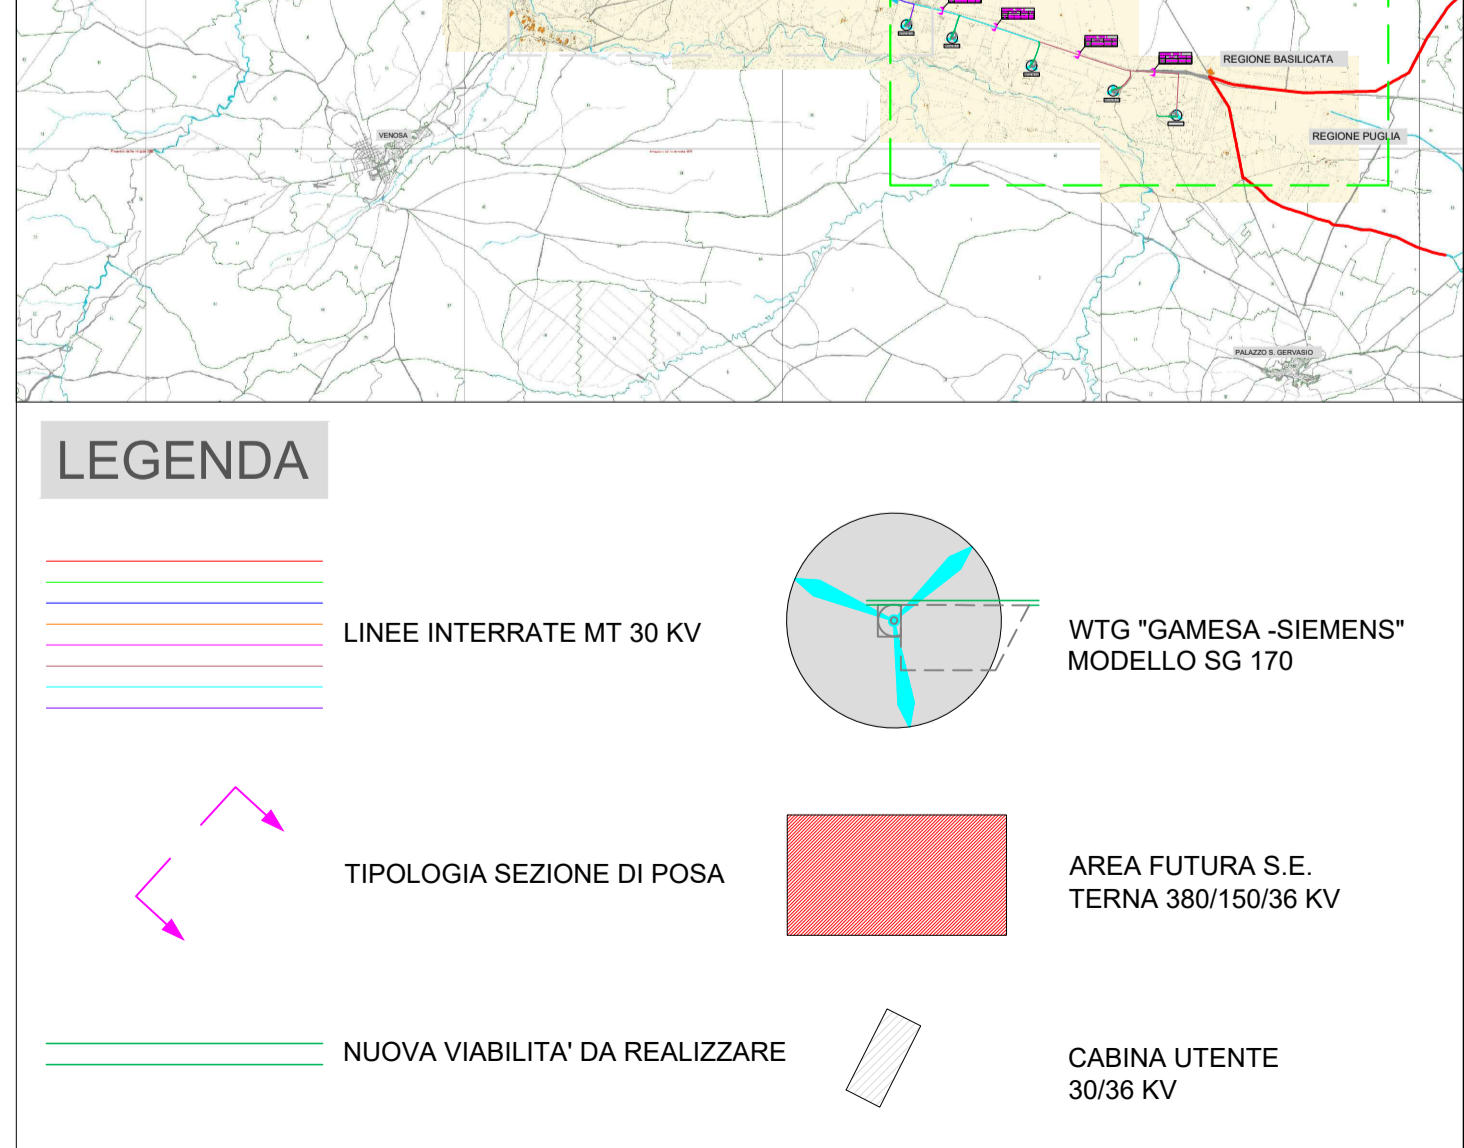 REGIONE BASILICATA
VENOSA
REGIONE PUGLIA
PALAZZO S. GERVASIO
LEGENDA
LINEE INTERRATE MT 30 KV
WTG "GAMESA -SIEMENS"
MODELLO SG 170
TIPOLOGIA SEZIONE DI POSA
AREA FUTURA S.E.
TERNA 380/150/36 KV
NUOVA VIABILITA' DA REALIZZARE
CABINA UTENTE
30/36 KV